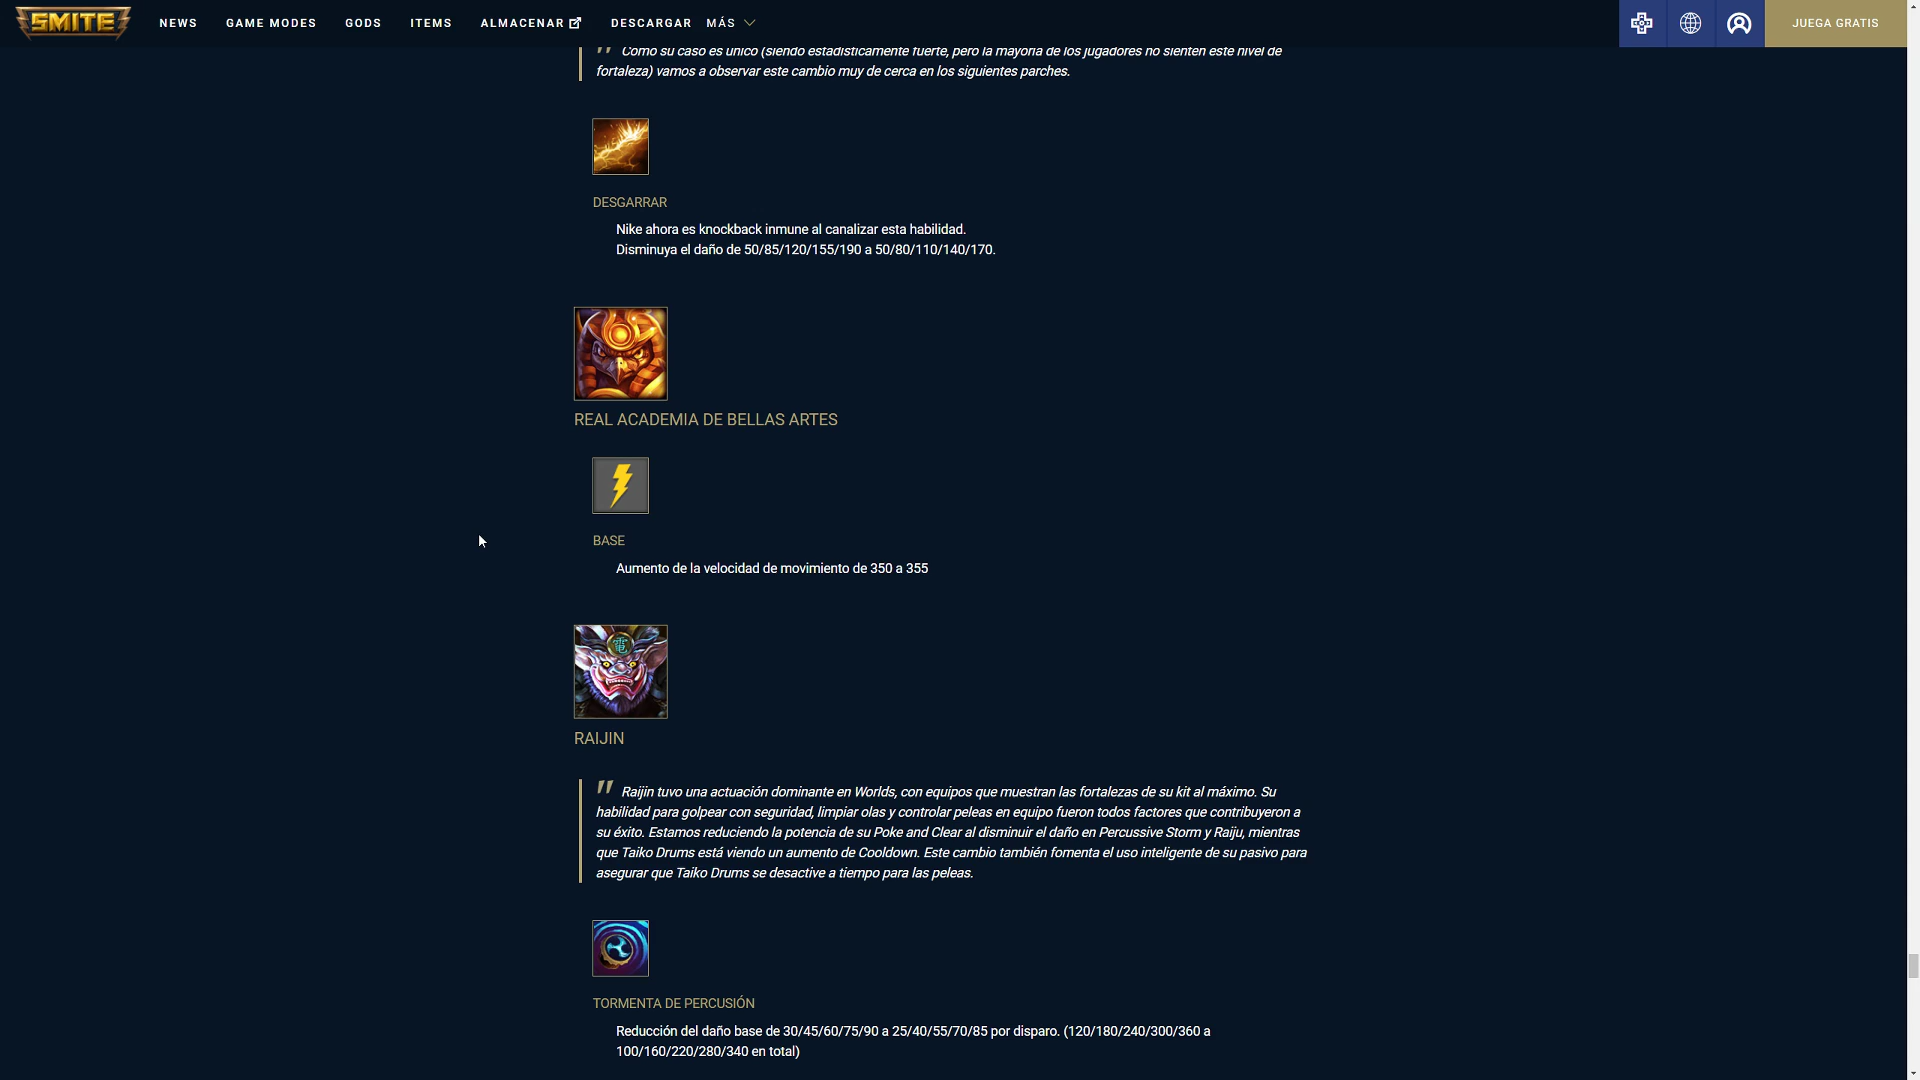 SMITE
NEWS
GAME MODES
GODS
ITEMS
ALMACENAR
DESCARGAR
MÁS
JUEGA GRATIS
" Como su caso es único (siendo estadísticamente fuerte, pero la mayoría de los jugadores no sienten este nivel de
fortaleza) vamos a observar este cambio muy de cerca en los siguientes parches.
DESGARRAR
Nike ahora es knockback inmune al canalizar esta habilidad.
Disminuya el daño de 50/85/120/155/190 a 50/80/110/140/170.
REAL ACADEMIA DE BELLAS ARTES
BASE
Aumento de la velocidad de movimiento de 350 a 355
電
RAIJIN
" Raijin tuvo una actuación dominante en Worlds, con equipos que muestran las fortalezas de su kit al máximo. Su
habilidad para golpear con seguridad, limpiar olas y controlar peleas en equipo fueron todos factores que contribuyeron a
su éxito. Estamos reduciendo la potencia de su Poke and Clear al disminuir el daño en Percussive Storm y Raiju, mientras
que Taiko Drums está viendo un aumento de Cooldown. Este cambio también fomenta el uso inteligente de su pasivo para
asegurar que Taiko Drums se desactive a tiempo para las peleas.
TORMENTA DE PERCUSIÓN
Reducción del daño base de 30/45/60/75/90 a 25/40/55/70/85 por disparo. (120/180/240/300/360 a
100/160/220/280/340 en total)